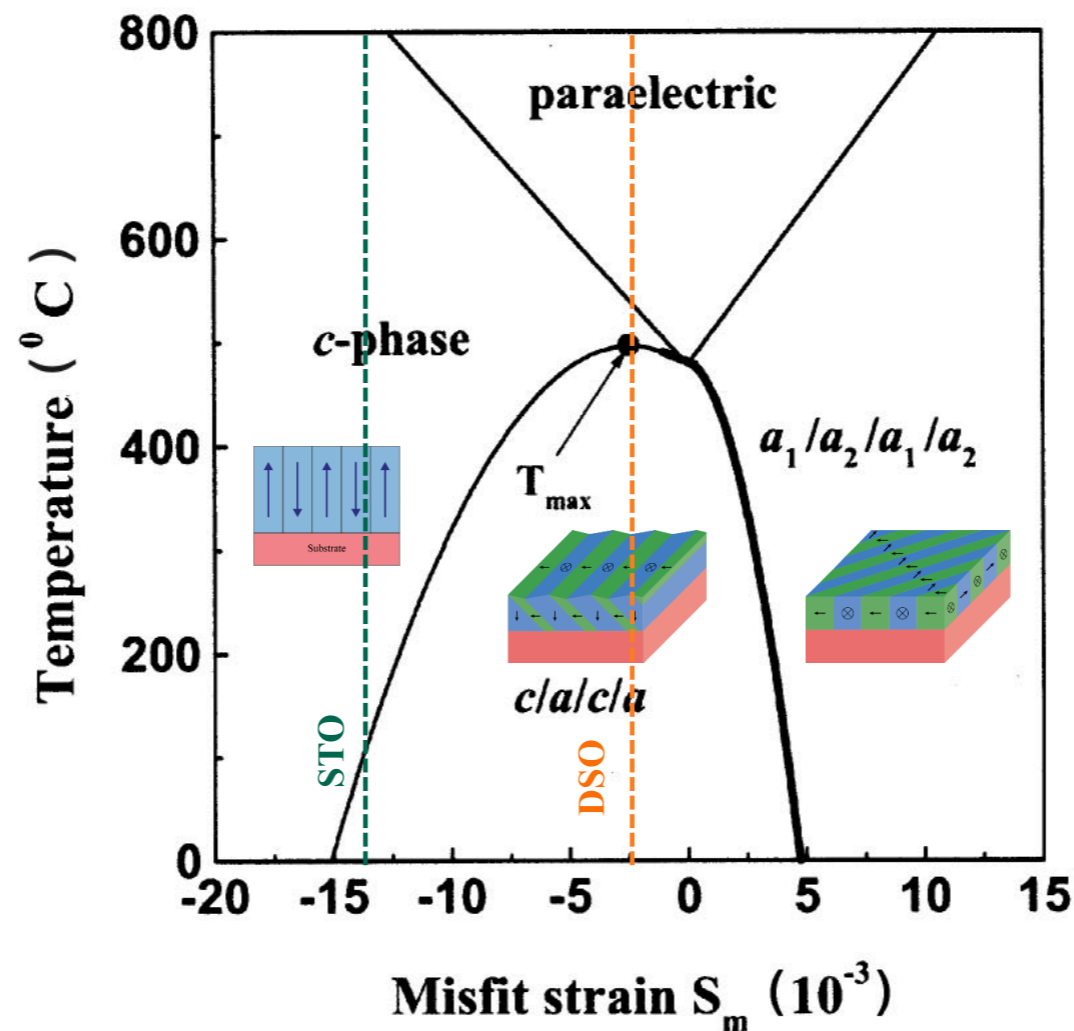 800
600
400
200
0
Temperature (⁰ C)
paraelectric
c-phase
Tmax
a1/a2/a1/a2
Substrate
c/a/c/a
STO
DSO
-20 -15 -10 -5 0 5 10 15
Misfit strain Sm (10⁻³)